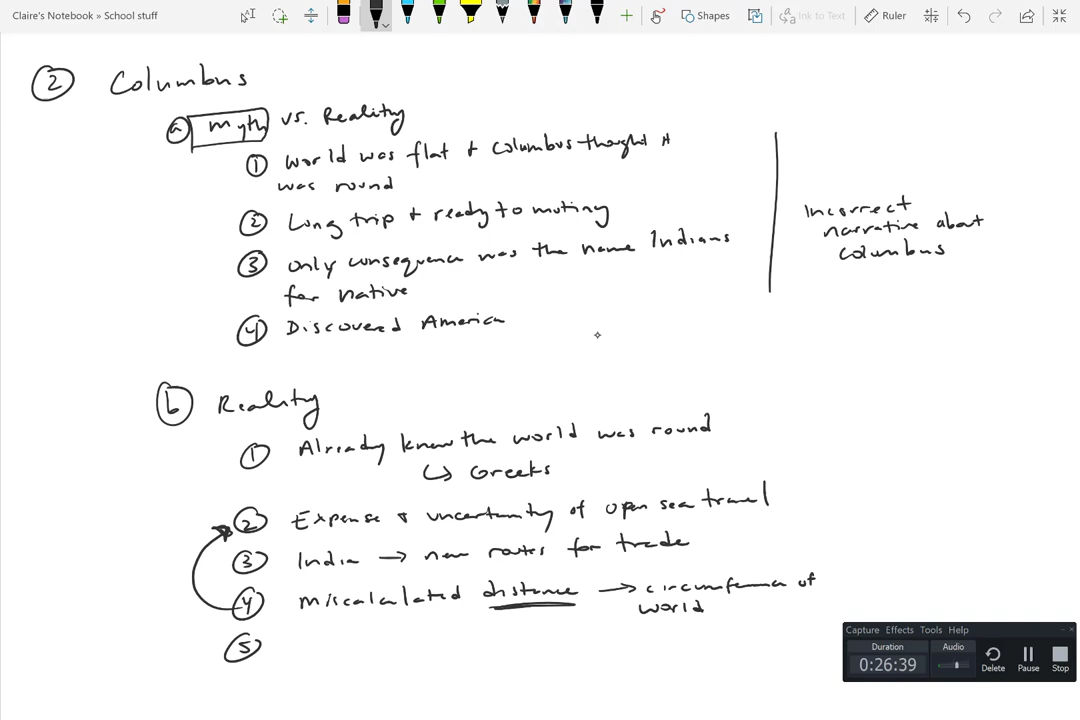 Claire's Notebook » School stuff
Shapes
Ink to Text
Ruler
② Columbus
ⓐ Myth vs. Reality
① World was flat + Columbus thought it
was round
② Long trip + ready to mutiny
③ only consequence was the name Indians
for native
④ Discovered America
Incorrect
narrative about
Columbus
ⓑ Reality
① Already knew the world was round
↳ Greeks
② Expense & uncertainty of open sea travel
③ India → new routes for trade
④ Miscalculated distance → circumference of
world
⑤
Capture Effects Tools Help
Duration
Audio
0:26:39
Delete
Pause
Stop